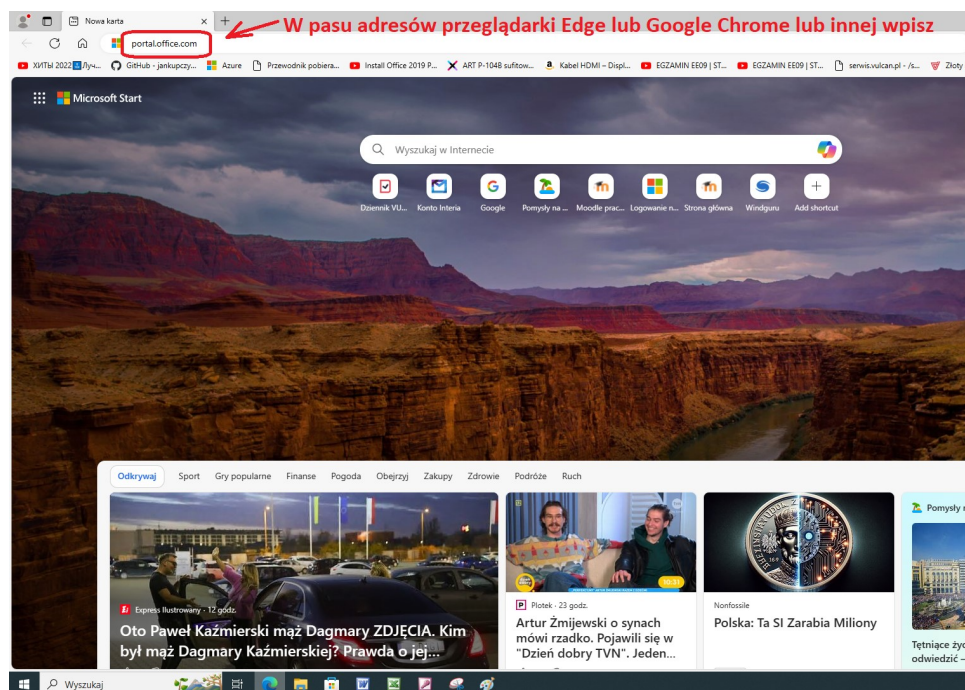 Nowa karta
W pasu adresów przeglądarki Edge lub Google Chrome lub innej wpisz
portal.office.com
ХИТЫ 2022 Луч...
GitHub - jankupczy...
Azure
Przewodnik pobiera...
Install Office 2019 P...
ART P-1048 sufitow...
Kabel HDMI – Displ...
EGZAMIN EE09 | ST...
EGZAMIN EE09 | ST...
serwis.vulcan.pl - /s...
Złoty
Microsoft Start
Wyszukaj w Internecie
Dziennik VU...
Konto Interia
Google
Pomysły na ...
Moodle prac...
Logowanie n...
Strona główna
Windguru
Add shortcut
Odkrywaj Sport Gry popularne Finanse Pogoda Obejrzyj Zakupy Zdrowie Podróże Ruch
Express Ilustrowany · 12 godz.
Oto Paweł Kaźmierski mąż Dagmary ZDJĘCIA. Kim
był mąż Dagmary Kaźmierskiej? Prawda o jej...
10:31
Plotek · 23 godz.
Artur Żmijewski o synach
mówi rzadko. Pojawili się w
"Dzień dobry TVN". Jeden...
Nonfossile
Polska: Ta SI Zarabia Miliony
Pomysły
Tętniące życ
odwiedzić –
Wyszukaj